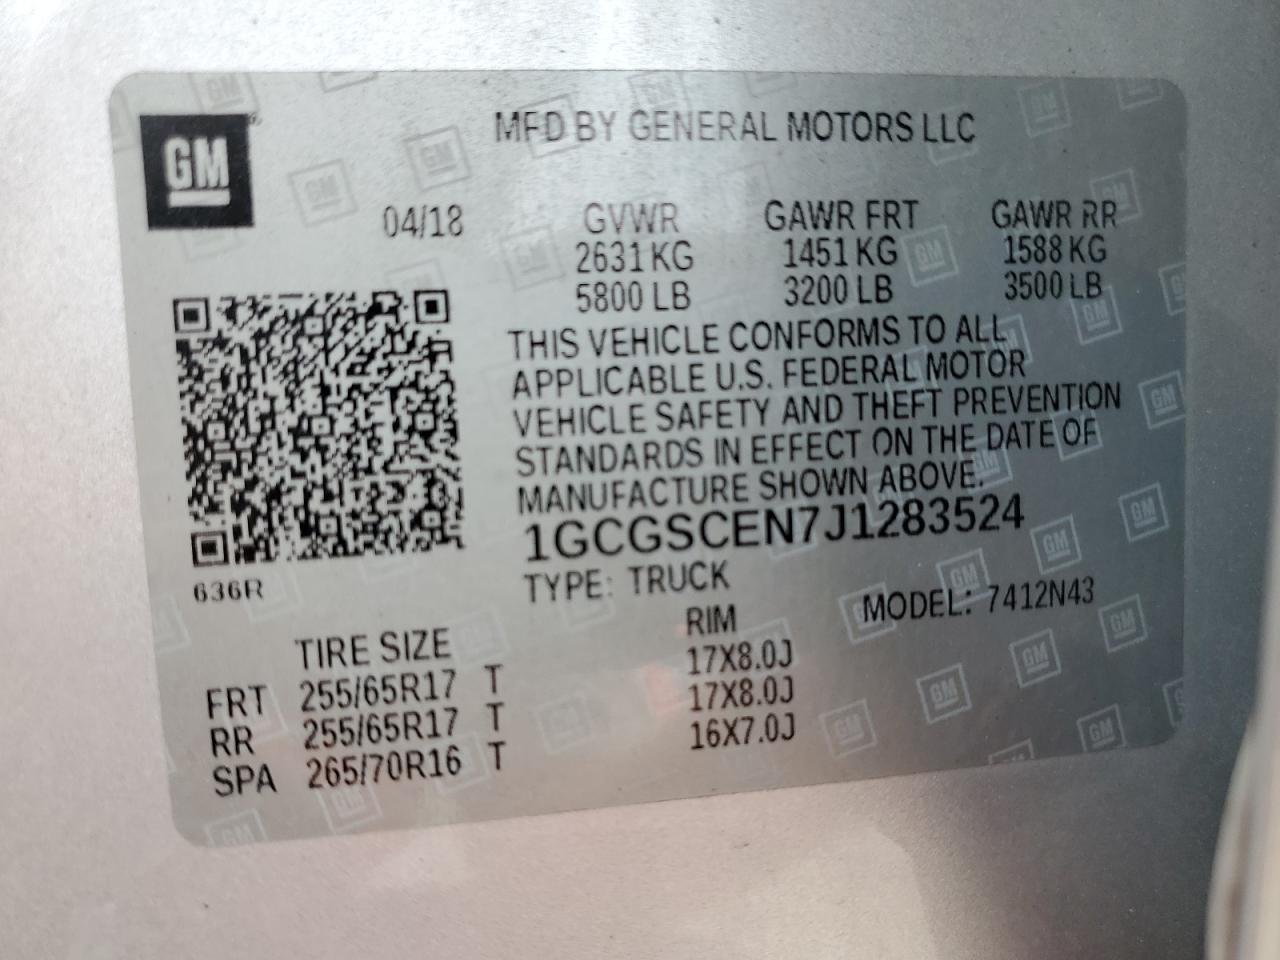 GM
MFD BY GENERAL MOTORS LLC
04/18 GVWR GAWR FRT GAWR RR
2631 KG 1451 KG 1588 KG
5800 LB 3200 LB 3500 LB
THIS VEHICLE CONFORMS TO ALL
APPLICABLE U.S. FEDERAL MOTOR
VEHICLE SAFETY AND THEFT PREVENTION
STANDARDS IN EFFECT ON THE DATE OF
MANUFACTURE SHOWN ABOVE.
1GCGSCEN7J1283524
636R
TYPE: TRUCK MODEL: 7412N43
TIRE SIZE RIM
FRT 255/65R17 T 17X8.0J
RR 255/65R17 T 17X8.0J
SPA 265/70R16 T 16X7.0J